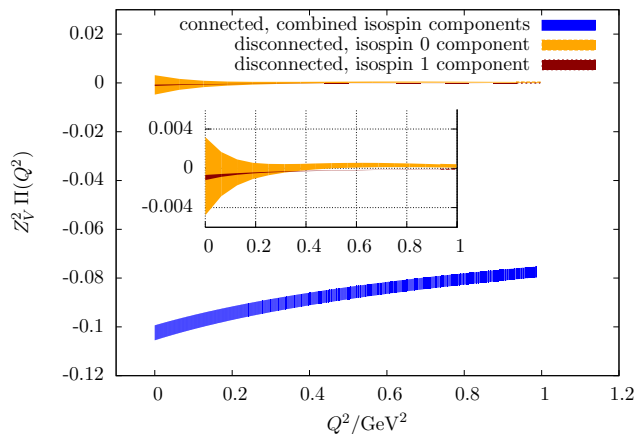 connected, combined isospin components
disconnected, isospin 0 component
disconnected, isospin 1 component
0.02
0
-0.02
-0.04
-0.06
-0.08
-0.1
-0.12
Z_V^2 Π(Q^2)
0.004
0
-0.004
0 0.2 0.4 0.6 0.8 1
0 0.2 0.4 0.6 0.8 1 1.2
Q^2/GeV^2